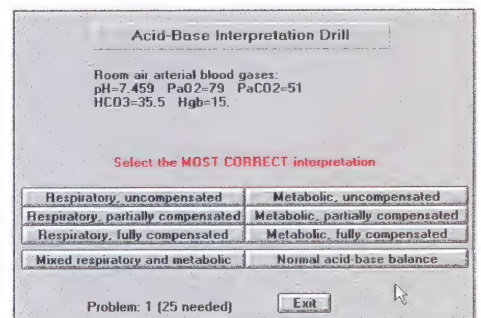 Acid-Base Interpretation Drill
Room air arterial blood gases:
pH=7.459 PaO2=79 PaCO2=51
HCO3=35.5 Hgb=15.
Select the MOST CORRECT interpretation
Respiratory, uncompensated
Metabolic, uncompensated
Respiratory, partially compensated
Metabolic, partially compensated
Respiratory, fully compensated
Metabolic, fully compensated
Mixed respiratory and metabolic
Normal acid-base balance
Problem: 1 (25 needed)
Exit